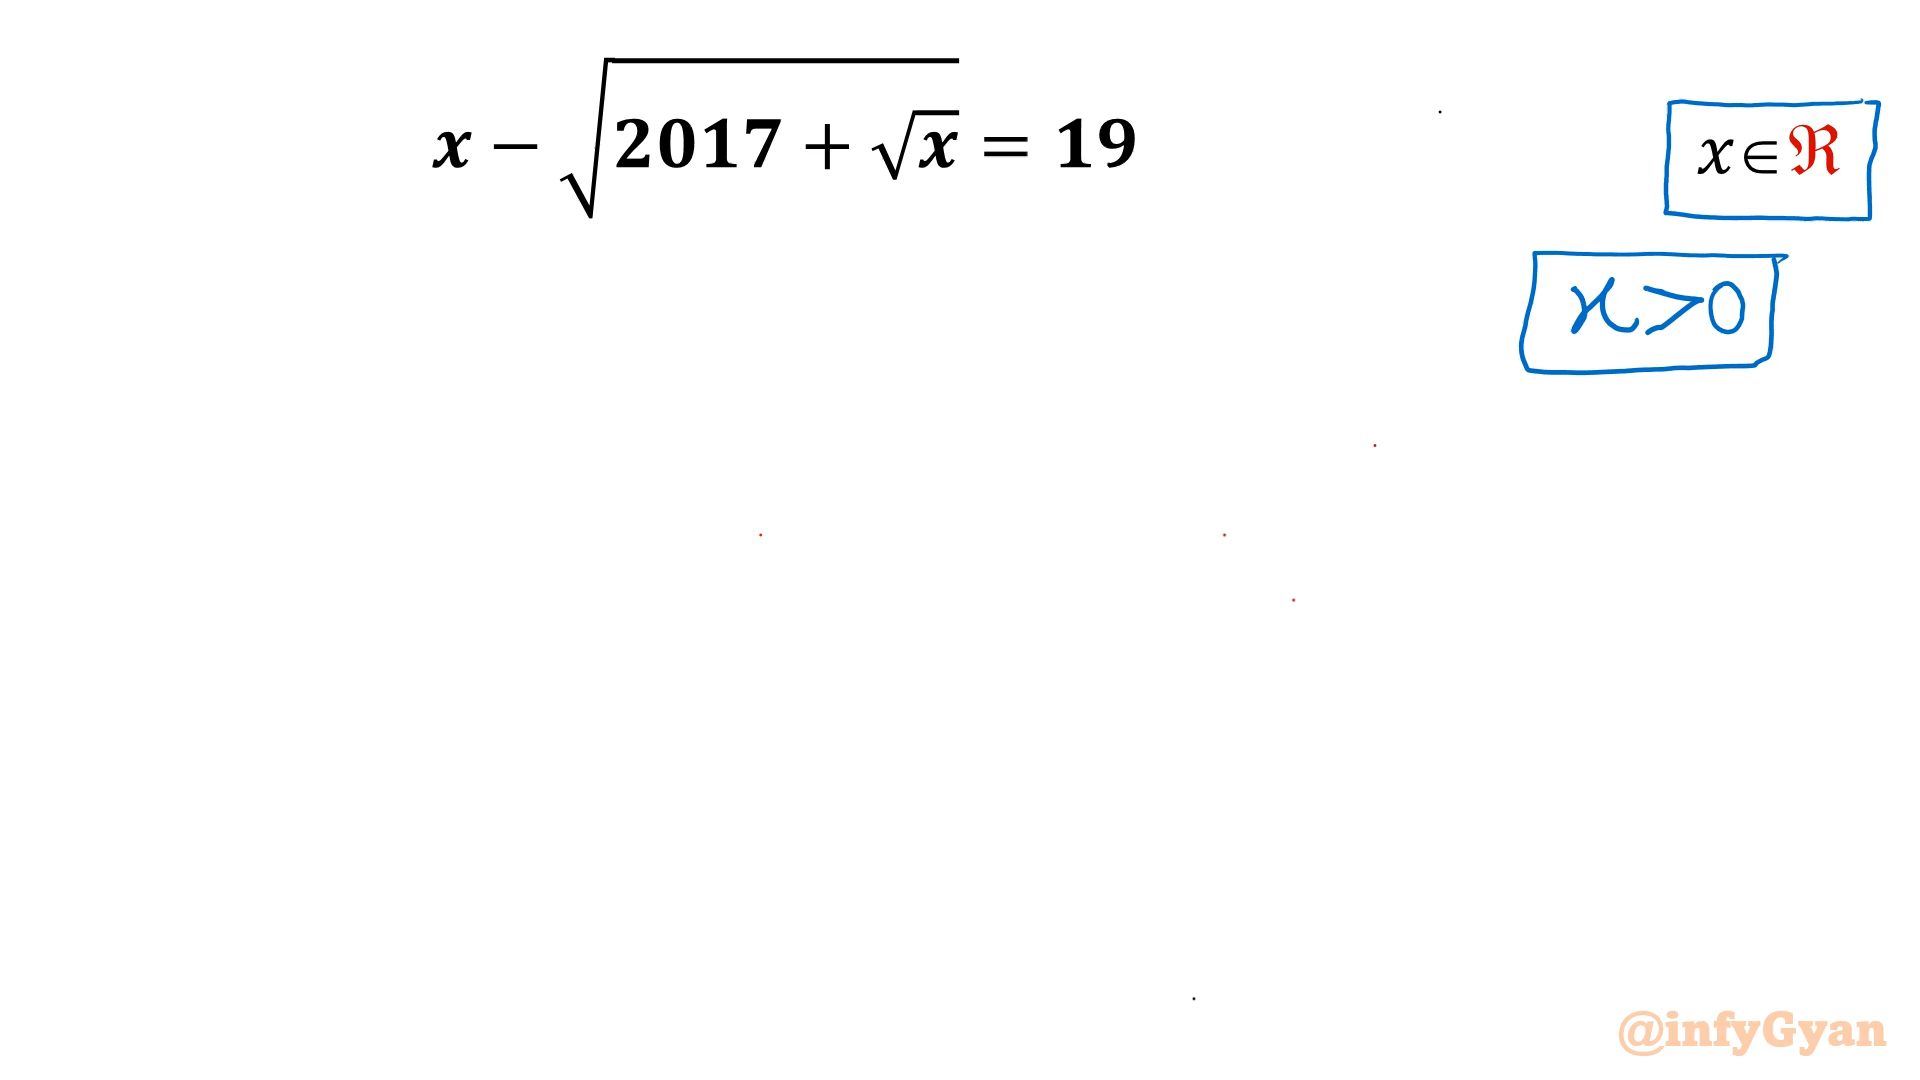 x − √(2017 + √x) = 19
x ∈ ℜ
x > 0
@infyGyan